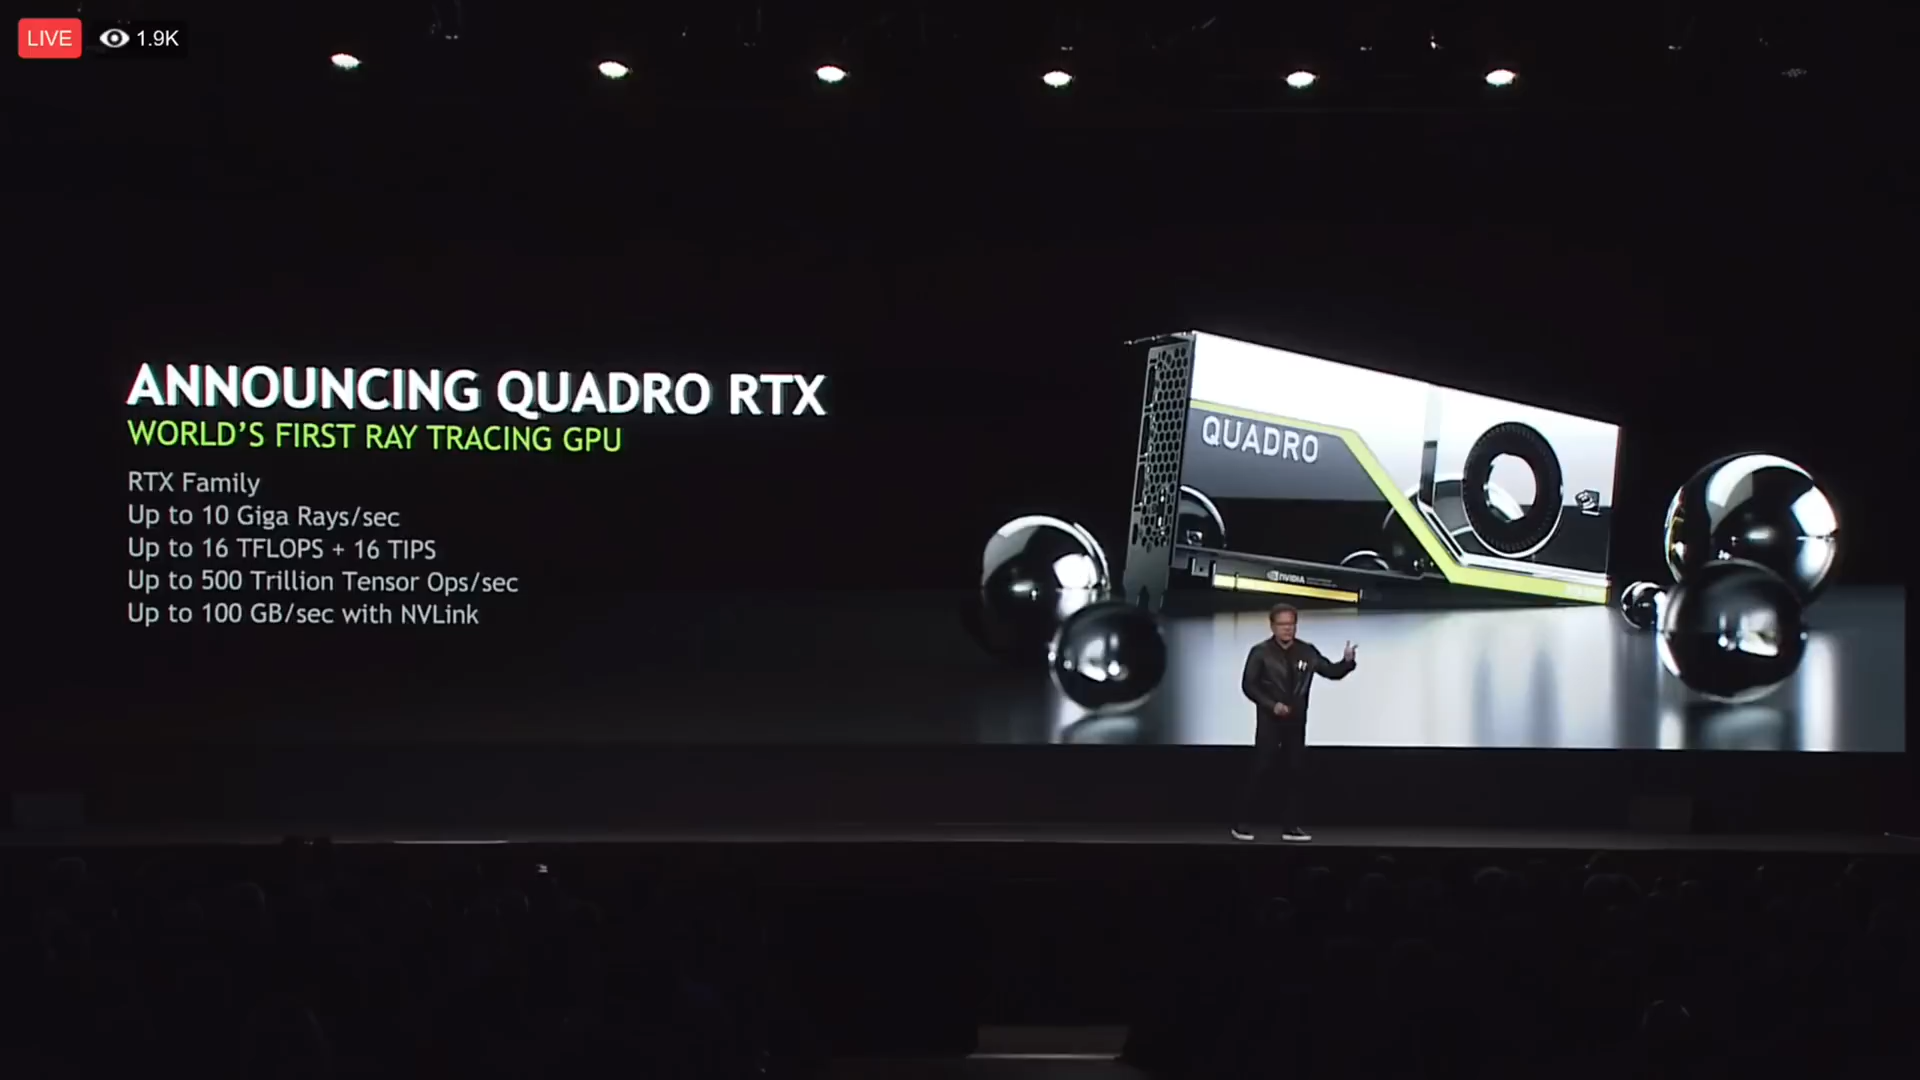 LIVE 1.9K
ANNOUNCING QUADRO RTX
WORLD'S FIRST RAY TRACING GPU
RTX Family
Up to 10 Giga Rays/sec
Up to 16 TFLOPS + 16 TIPS
Up to 500 Trillion Tensor Ops/sec
Up to 100 GB/sec with NVLink
QUADRO
NVIDIA